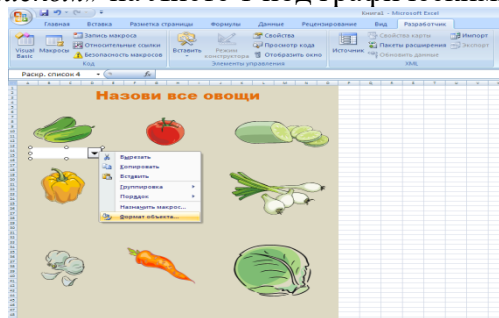 Книга1 - Microsoft Excel
Главная Вставка Разметка страницы Формулы Данные Рецензирование Вид Разработчик
Visual Basic
Макросы
Запись макроса
Относительные ссылки
Безопасность макросов
Код
Вставить
Режим конструктора
Свойства
Просмотр кода
Отобразить окно
Элементы управления
Источник
Свойства карты
Пакеты расширения
Обновить данные
Импорт
Экспорт
XML
Раскр. список 4
fx
Назови все овощи
Вырезать
Копировать
Вставить
Группировка
Порядок
Назначить макрос...
Формат объекта...